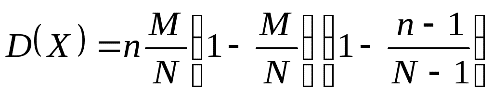 D(X) = n M/N [1 - M/N] [1 - (n - 1)/(N - 1)]